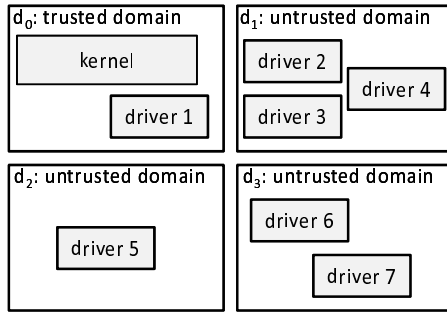 d₀: trusted domain
kernel
driver 1
d₁: untrusted domain
driver 2
driver 4
driver 3
d₂: untrusted domain
driver 5
d₃: untrusted domain
driver 6
driver 7